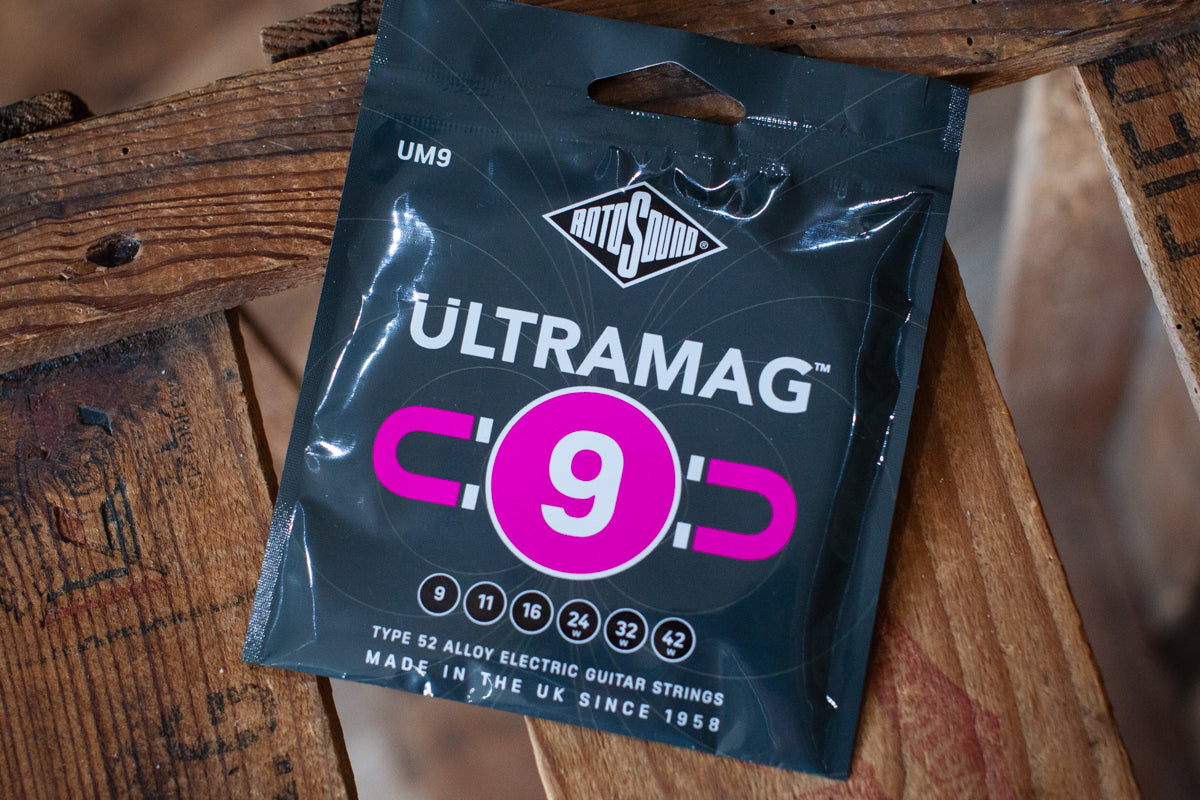 UM9
ROTOSOUND®
ULTRAMAG™
9
9 11 16 24 W 32 W 42 W
TYPE 52 ALLOY ELECTRIC GUITAR STRINGS
MADE IN THE UK SINCE 1958